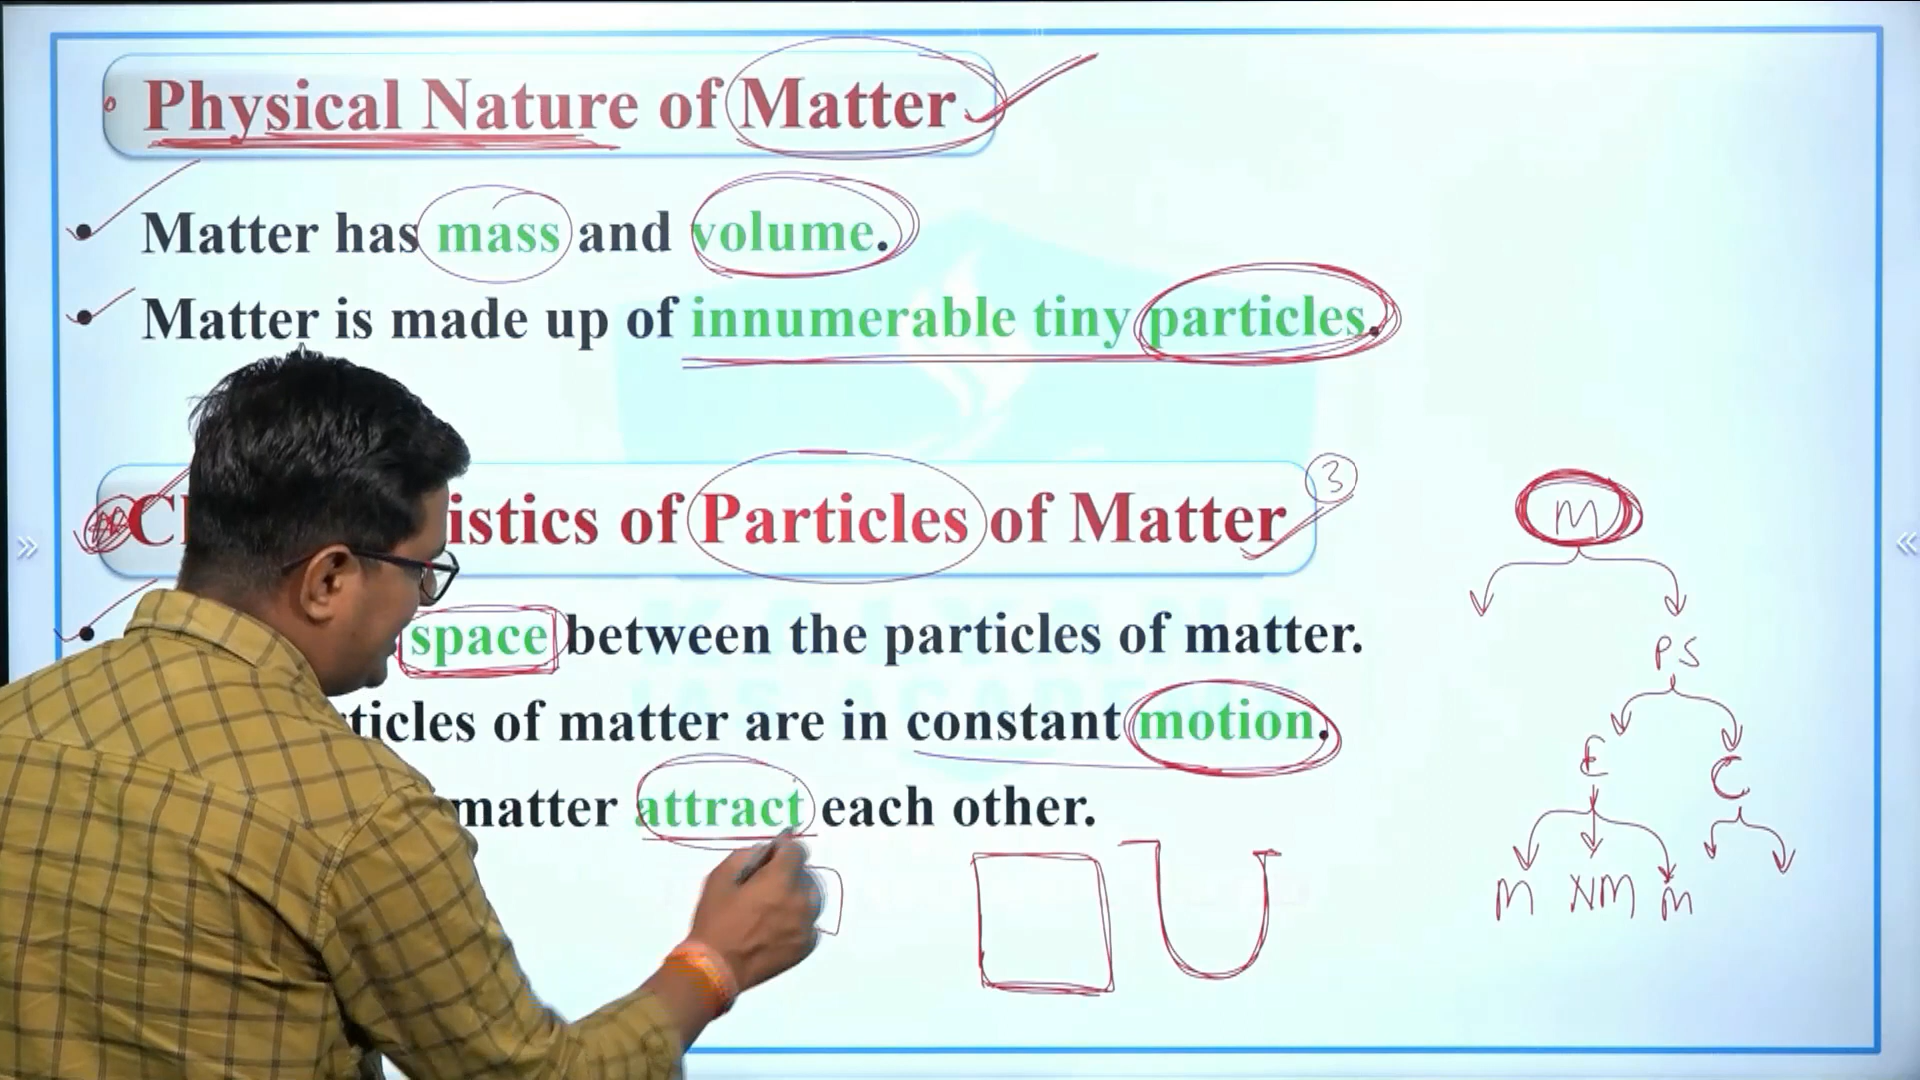 Physical Nature of Matter
Matter has mass and volume.
Matter is made up of innumerable tiny particles.
istics of Particles of Matter
3
space between the particles of matter.
ticles of matter are in constant motion.
matter attract each other.
M
PS
E
C
M NM M